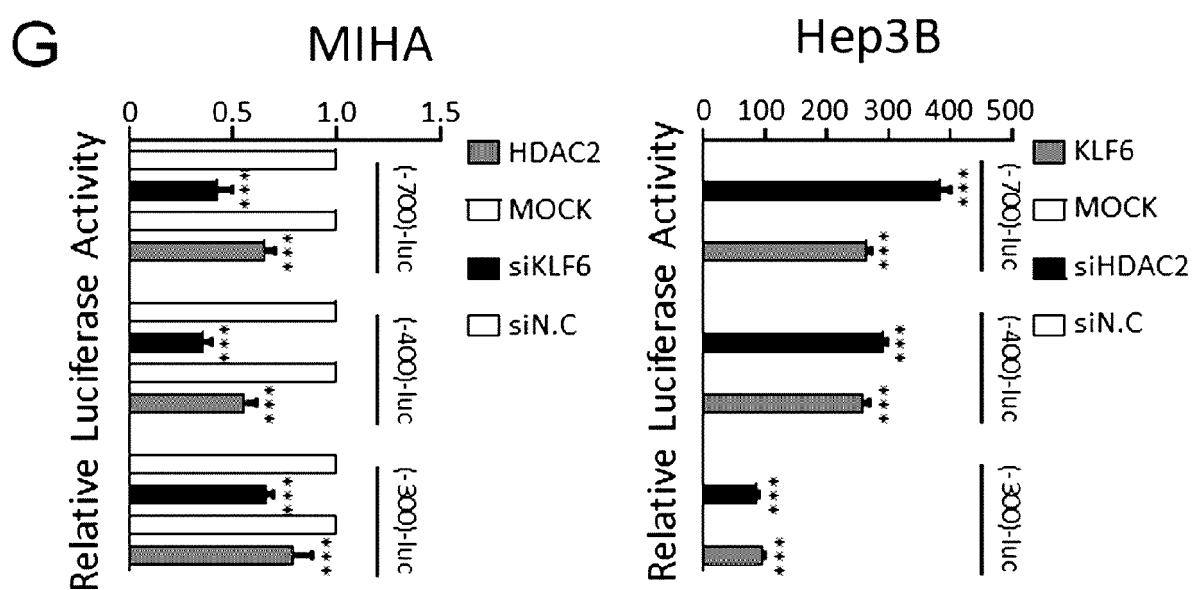 G
MIHA
0 0.5 1.0 1.5
Relative Luciferase Activity
***
***
***
***
***
***
(-700)-luc
(-400)-luc
(-300)-luc
HDAC2
MOCK
siKLF6
siN.C
Hep3B
0 100 200 300 400 500
Relative Luciferase Activity
***
***
***
***
***
***
(-700)-luc
(-400)-luc
(-300)-luc
KLF6
MOCK
siHDAC2
siN.C